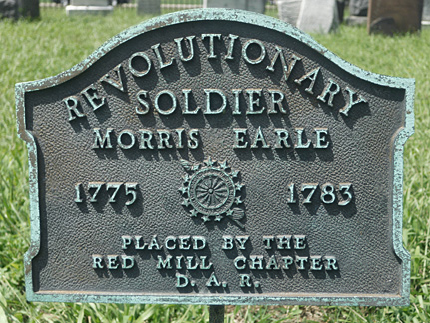 REVOLUTIONARY
SOLDIER
MORRIS EARLE
1775 1783
PLACED BY THE
RED MILL CHAPTER
D. A. R.